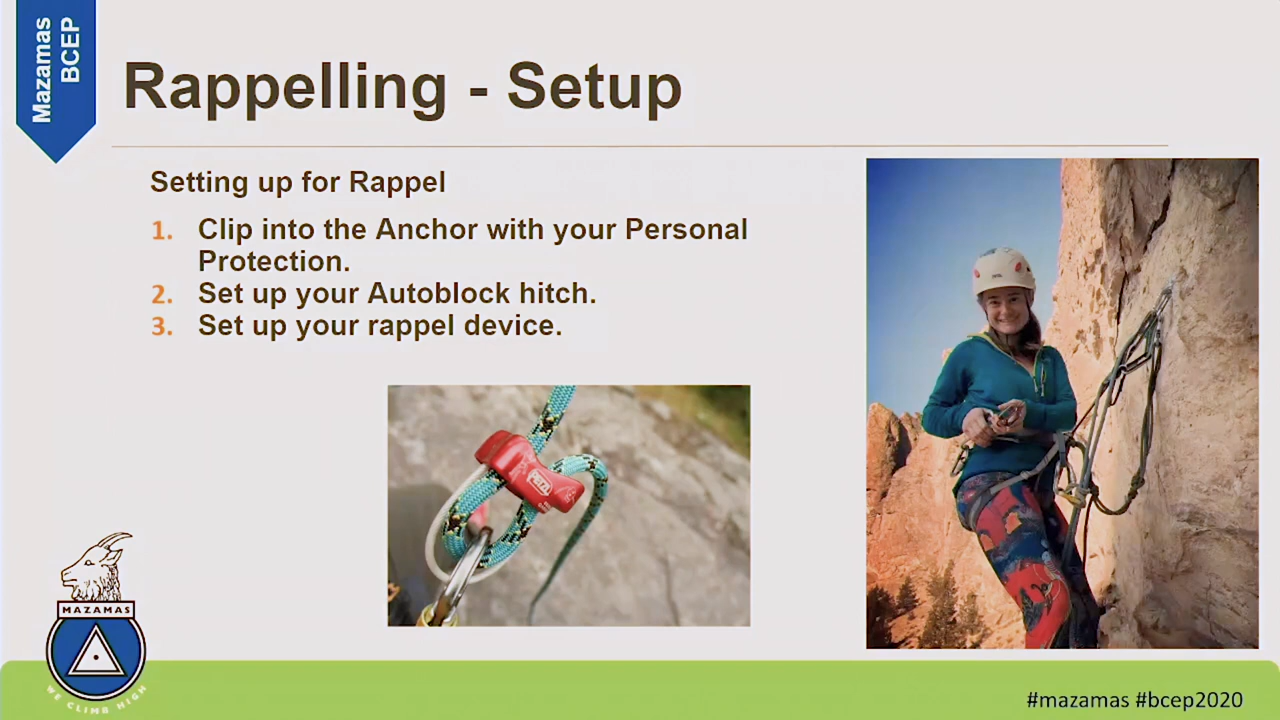 Mazamas
BCEP
Rappelling - Setup
Setting up for Rappel
1. Clip into the Anchor with your Personal
Protection.
2. Set up your Autoblock hitch.
3. Set up your rappel device.
PETZL
MAZAMAS
WE CLIMB HIGH
#mazamas #bcep2020